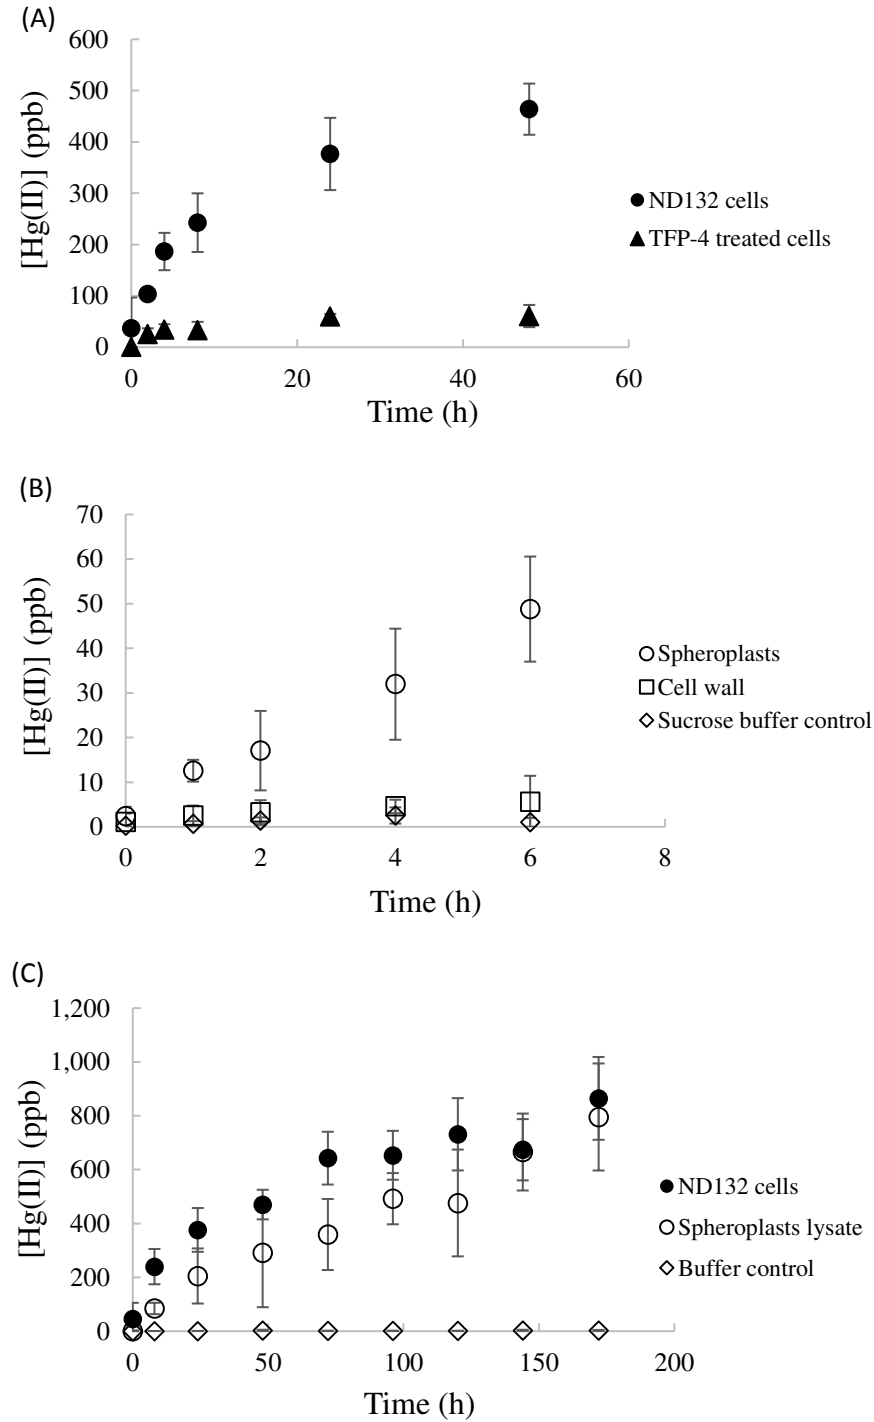 (A)
600
500
400
300
200
100
0
[Hg(II)] (ppb)
0 20 40 60
Time (h)
ND132 cells
TFP-4 treated cells
(B)
70
60
50
40
30
20
10
0
[Hg(II)] (ppb)
0 2 4 6 8
Time (h)
Spheroplasts
Cell wall
Sucrose buffer control
(C)
1,200
1,000
800
600
400
200
0
[Hg(II)] (ppb)
0 50 100 150 200
Time (h)
ND132 cells
Spheroplasts lysate
Buffer control